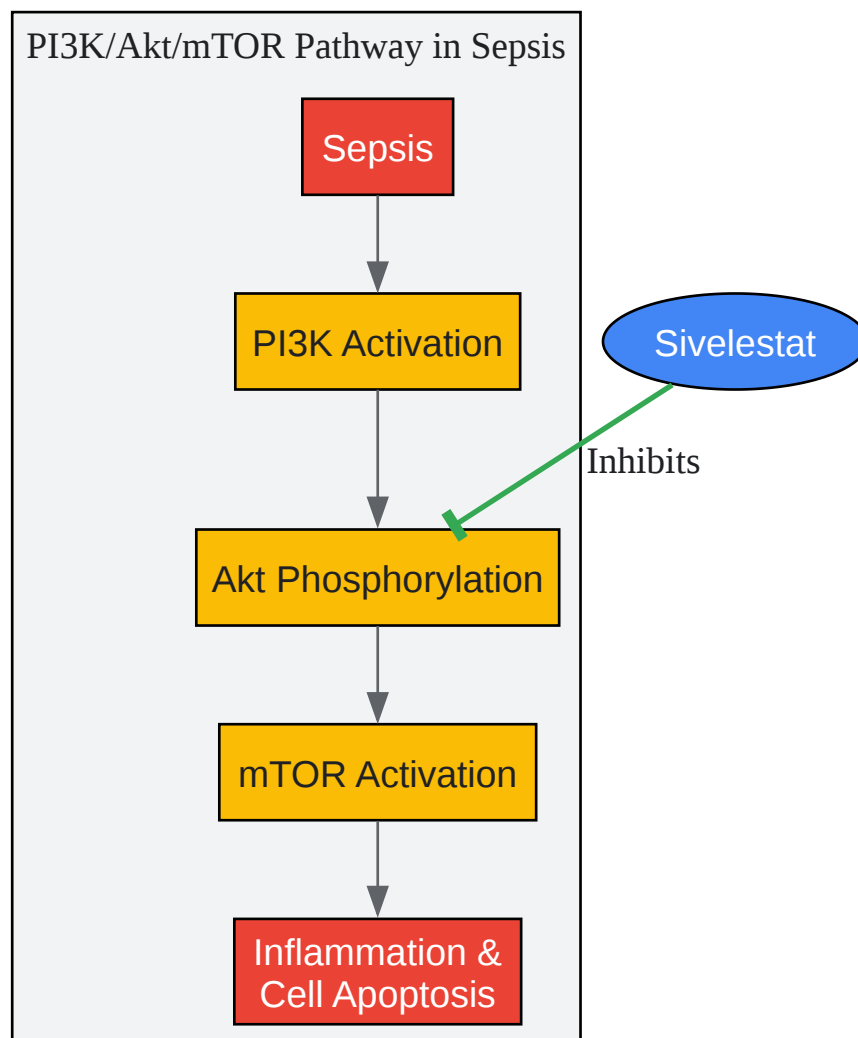 PI3K/Akt/mTOR Pathway in Sepsis
Sepsis
PI3K Activation
Sivelestat
Inhibits
Akt Phosphorylation
mTOR Activation
Inflammation &
Cell Apoptosis